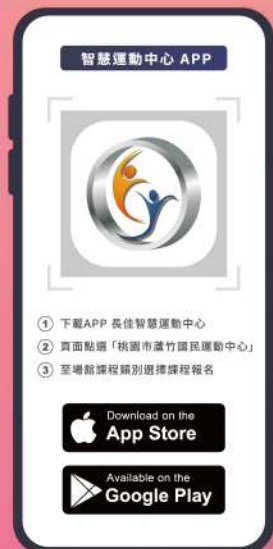 智慧運動中心 APP
① 下載APP 長佳智慧運動中心
② 頁面點選「桃園市蘆竹國民運動中心」
③ 至場館課程類別選擇課程報名
Download on the
App Store
Available on the
Google Play